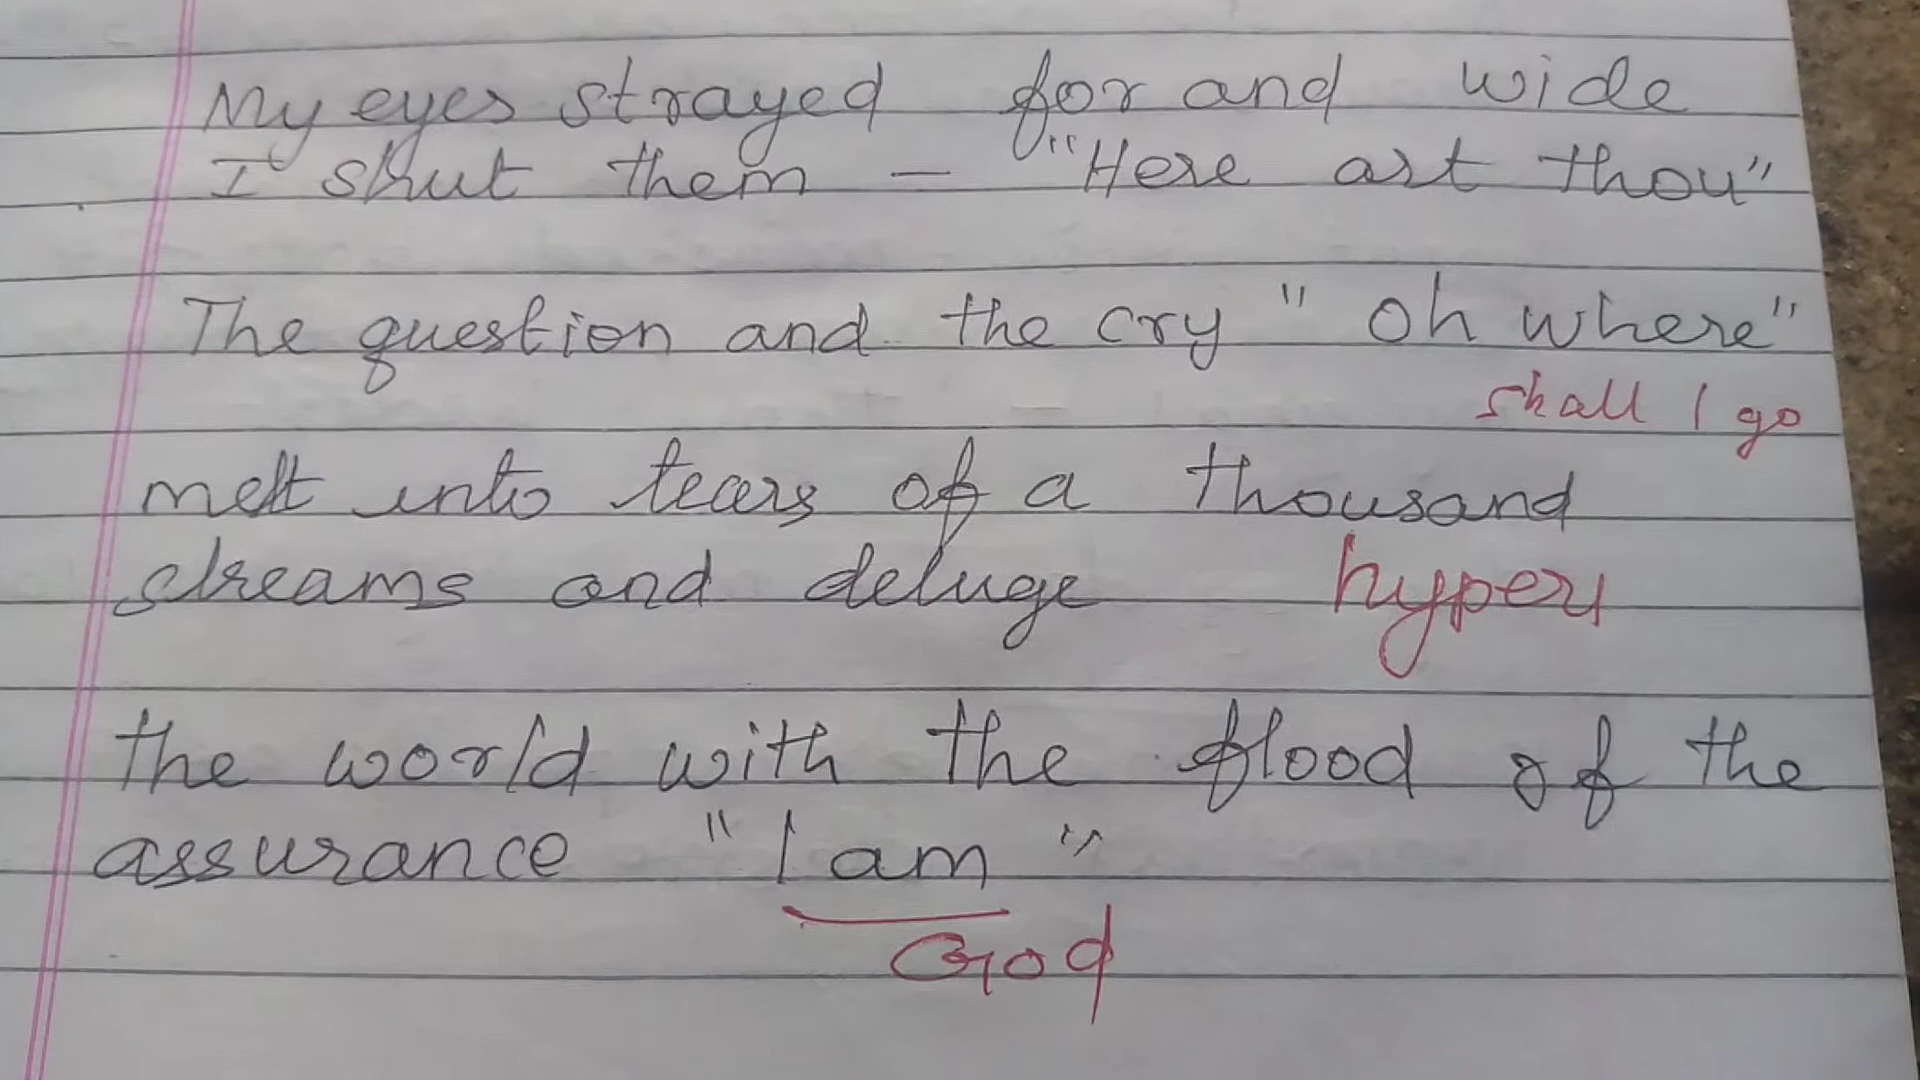 My eyes strayed for and wide
I shut them - "Here art thou"
The question and the cry "Oh where"
shall I go
melt into tears of a thousand
streams and deluge hyper
the world with the flood of the
assurance "I am"
God